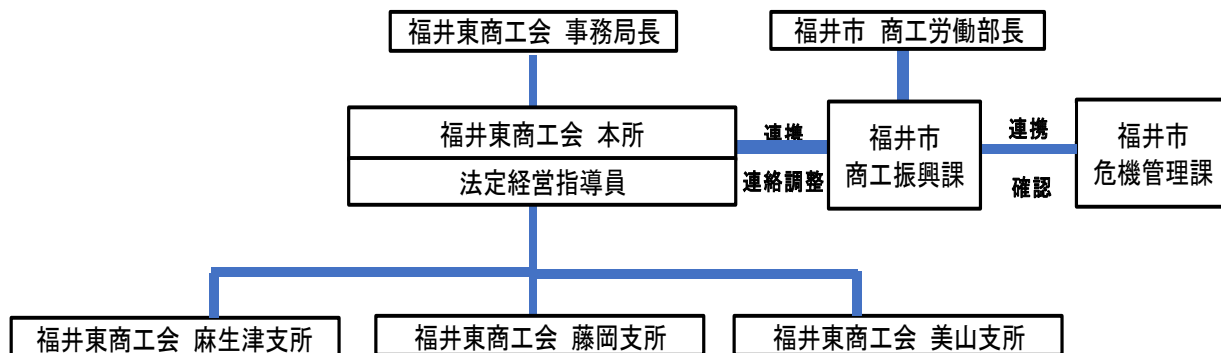 福井東商工会 事務局長
福井市 商工労働部長
福井東商工会 本所
法定経営指導員
連携
連絡調整
福井市
商工振興課
連携
確認
福井市
危機管理課
福井東商工会 麻生津支所
福井東商工会 藤岡支所
福井東商工会 美山支所